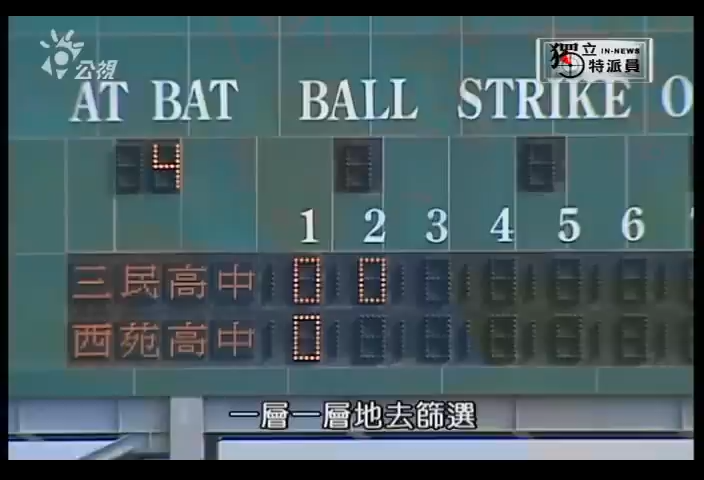 公視
獨立特派員 IN-NEWS
AT BAT BALL STRIKE O
4
1 2 3 4 5 6
三民高中 0 0
西苑高中 0
一層一層地去篩選